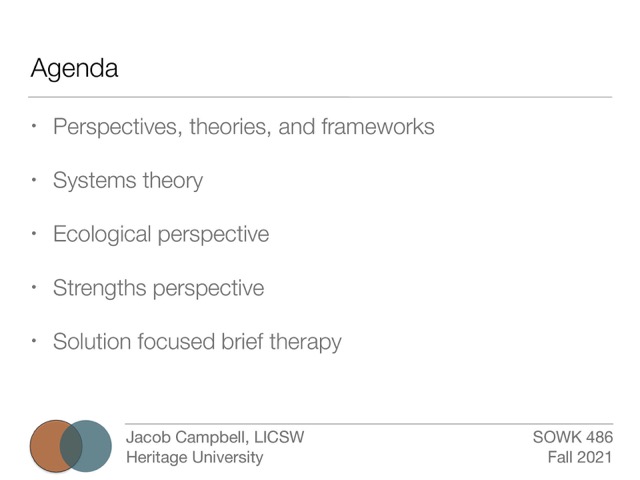 Agenda
• Perspectives, theories, and frameworks
• Systems theory
• Ecological perspective
• Strengths perspective
• Solution focused brief therapy
Jacob Campbell, LICSW
Heritage University
SOWK 486
Fall 2021